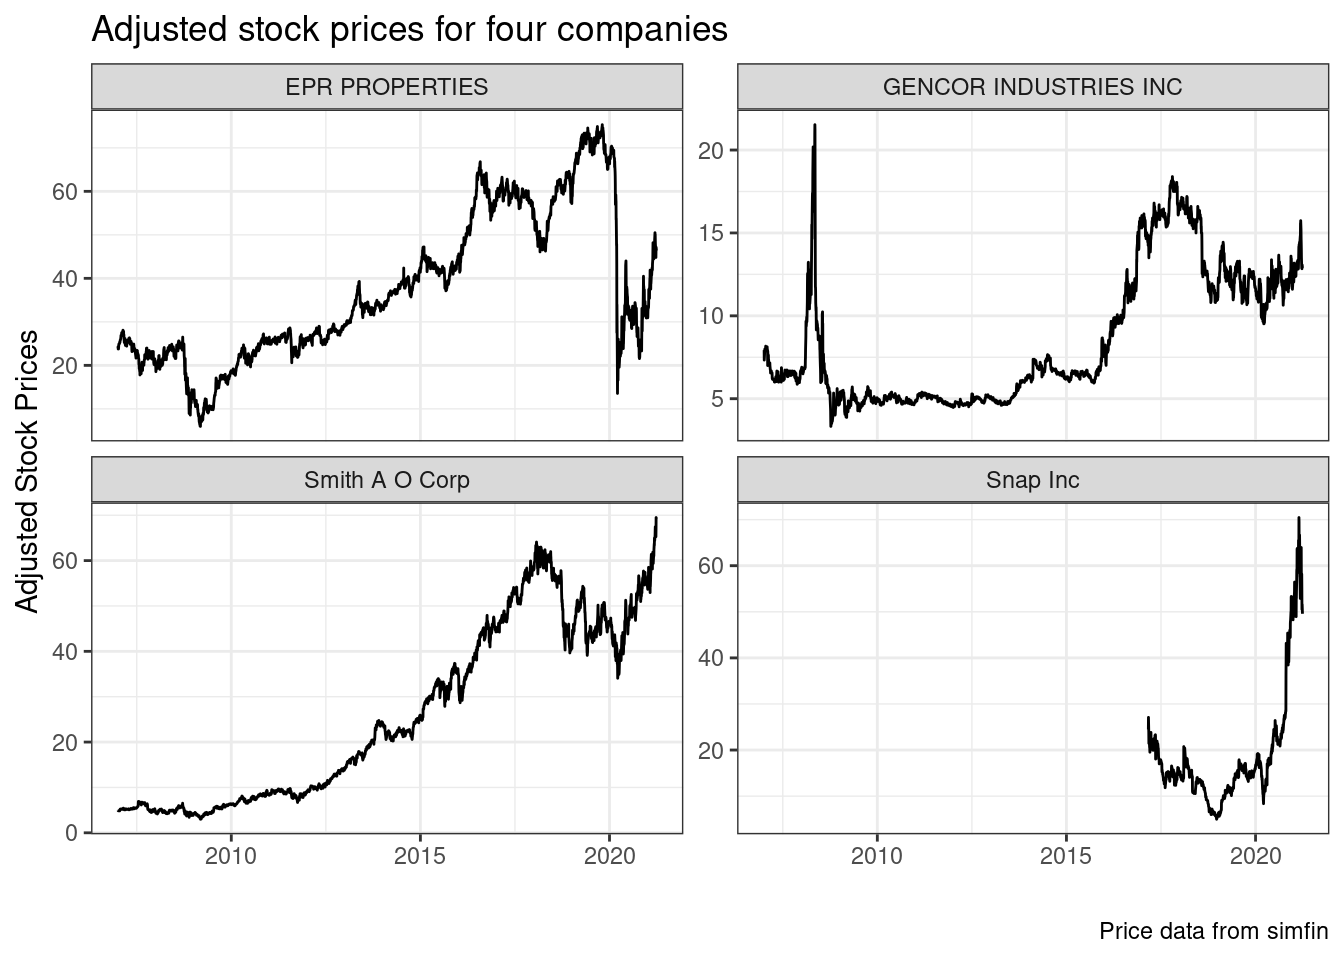 Adjusted stock prices for four companies
EPR PROPERTIES
GENCOR INDUSTRIES INC
60
40
20
20
15
10
5
Adjusted Stock Prices
Smith A O Corp
Snap Inc
60
40
20
0
60
40
20
2010 2015 2020
2010 2015 2020
Price data from simfin